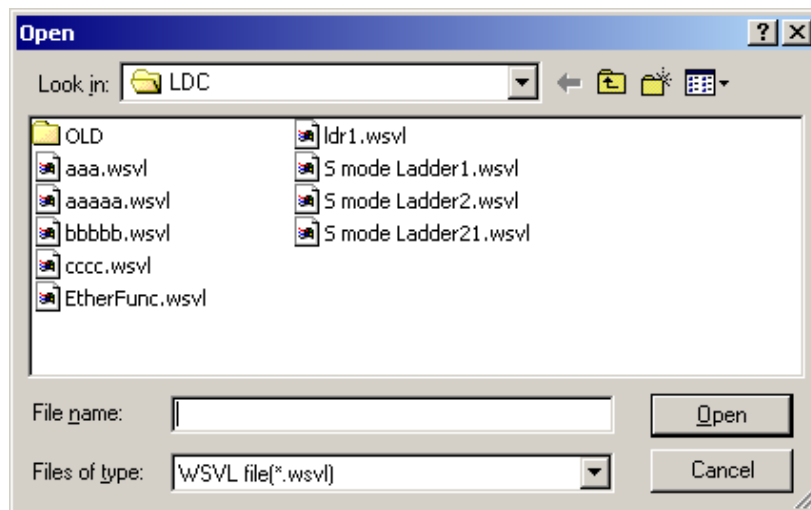 Open
Look in: LDC
OLD
aaa.wsvl
aaaaa.wsvl
bbbbb.wsvl
cccc.wsvl
EtherFunc.wsvl
ldr1.wsvl
S mode Ladder1.wsvl
S mode Ladder2.wsvl
S mode Ladder21.wsvl
File name:
Open
Files of type: WSVL file(*.wsvl)
Cancel